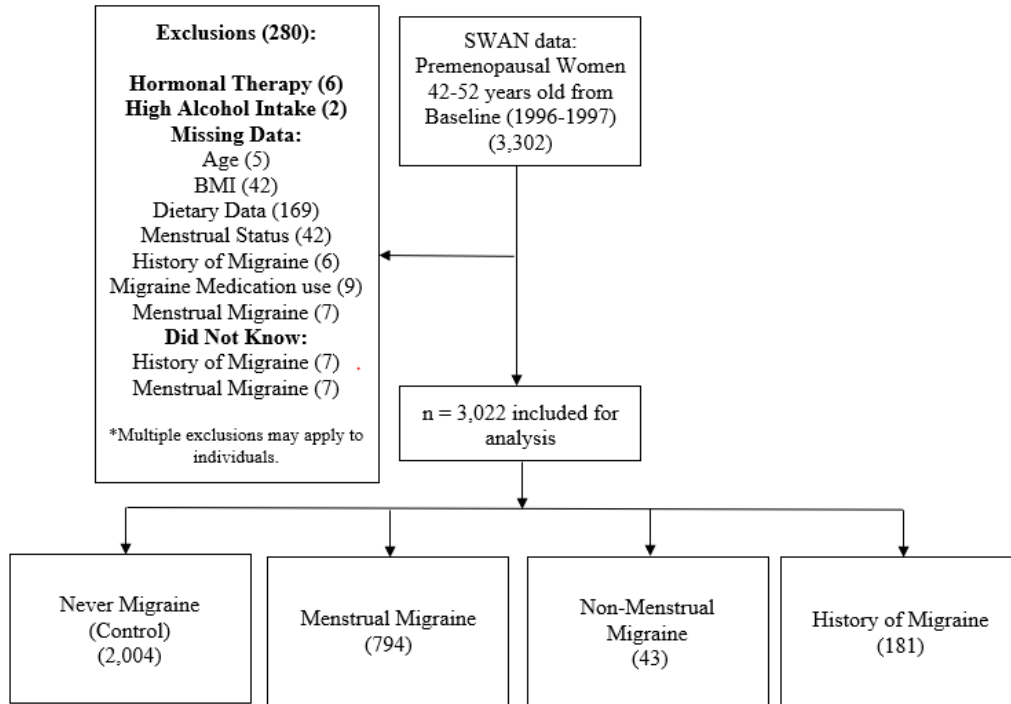 Exclusions (280):
Hormonal Therapy (6)
High Alcohol Intake (2)
Missing Data:
Age (5)
BMI (42)
Dietary Data (169)
Menstrual Status (42)
History of Migraine (6)
Migraine Medication use (9)
Menstrual Migraine (7)
Did Not Know:
History of Migraine (7)
Menstrual Migraine (7)
*Multiple exclusions may apply to
individuals.
SWAN data:
Premenopausal Women
42-52 years old from
Baseline (1996-1997)
(3,302)
n = 3,022 included for
analysis
Never Migraine
(Control)
(2,004)
Menstrual Migraine
(794)
Non-Menstrual
Migraine
(43)
History of Migraine
(181)